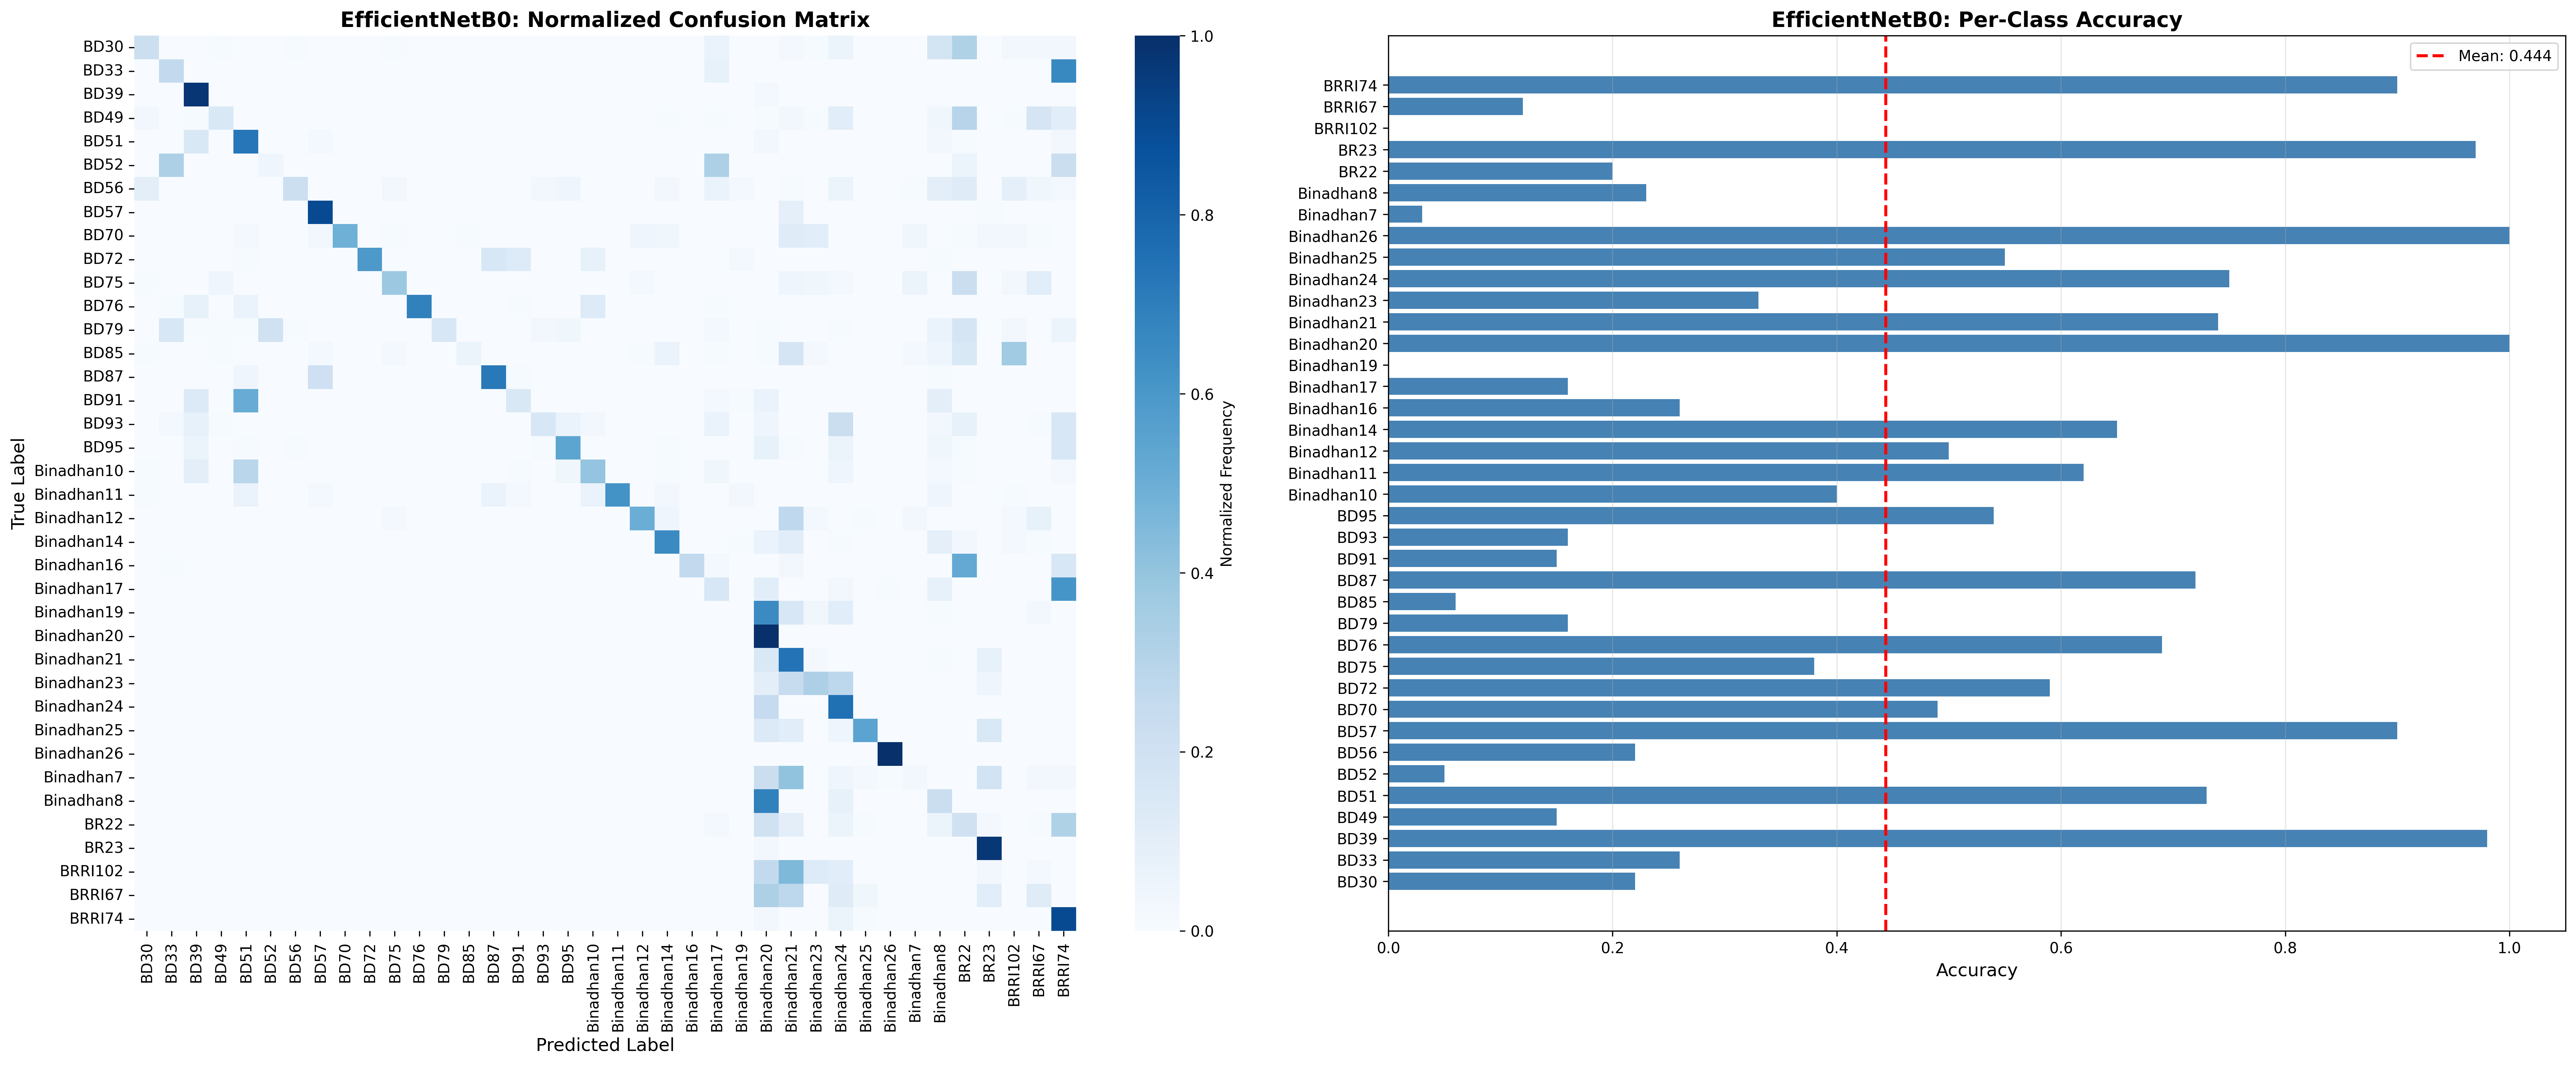 EfficientNetB0: Normalized Confusion Matrix
True Label
BD30
BD33
BD39
BD49
BD51
BD52
BD56
BD57
BD70
BD72
BD75
BD76
BD79
BD85
BD87
BD91
BD93
BD95
Binadhan10
Binadhan11
Binadhan12
Binadhan14
Binadhan16
Binadhan17
Binadhan19
Binadhan20
Binadhan21
Binadhan23
Binadhan24
Binadhan25
Binadhan26
Binadhan7
Binadhan8
BR22
BR23
BRRI102
BRRI67
BRRI74
BD30
BD33
BD39
BD49
BD51
BD52
BD56
BD57
BD70
BD72
BD75
BD76
BD79
BD85
BD87
BD91
BD93
BD95
Binadhan10
Binadhan11
Binadhan12
Binadhan14
Binadhan16
Binadhan17
Binadhan19
Binadhan20
Binadhan21
Binadhan23
Binadhan24
Binadhan25
Binadhan26
Binadhan7
Binadhan8
BR22
BR23
BRRI102
BRRI67
BRRI74
Predicted Label
1.0
0.8
0.6
0.4
0.2
0.0
Normalized Frequency
EfficientNetB0: Per-Class Accuracy
Mean: 0.444
BRRI74
BRRI67
BRRI102
BR23
BR22
Binadhan8
Binadhan7
Binadhan26
Binadhan25
Binadhan24
Binadhan23
Binadhan21
Binadhan20
Binadhan19
Binadhan17
Binadhan16
Binadhan14
Binadhan12
Binadhan11
Binadhan10
BD95
BD93
BD91
BD87
BD85
BD79
BD76
BD75
BD72
BD70
BD57
BD56
BD52
BD51
BD49
BD39
BD33
BD30
0.0 0.2 0.4 0.6 0.8 1.0
Accuracy